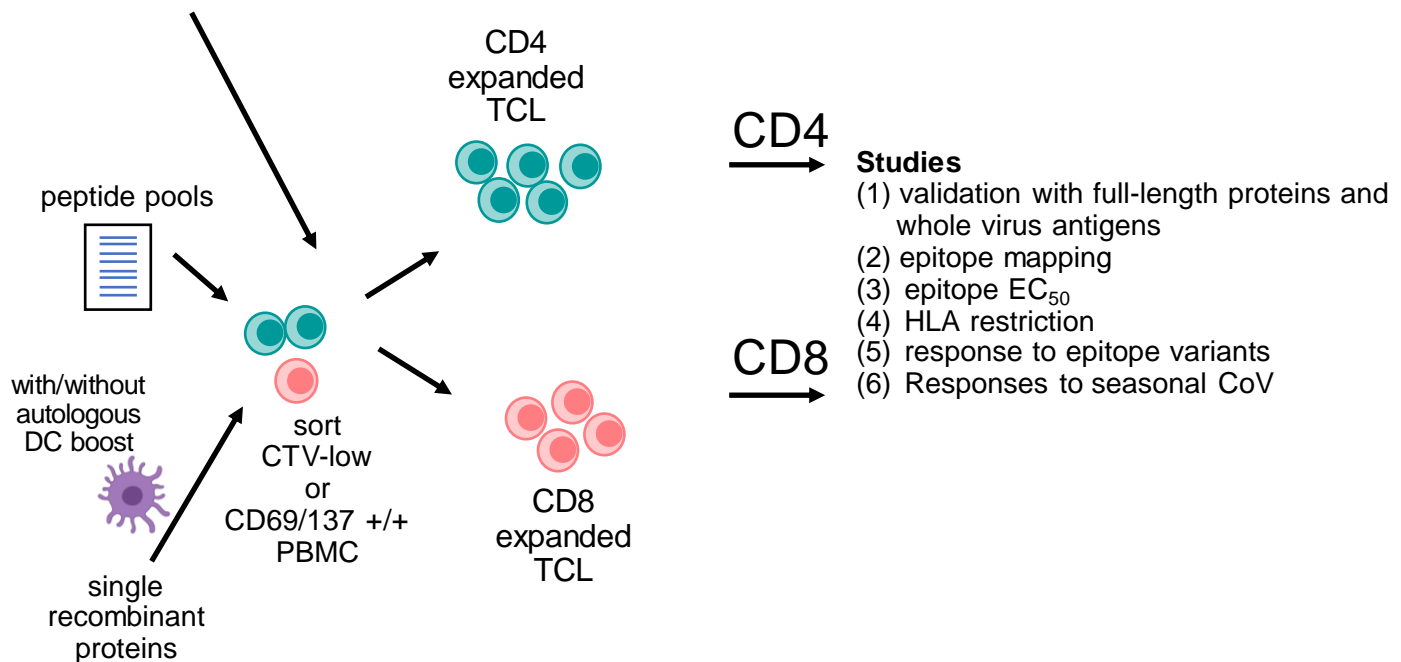 peptide pools
with/without
autologous
DC boost
single
recombinant
proteins
sort
CTV-low
or
CD69/137 +/+
PBMC
CD4
expanded
TCL
CD8
expanded
TCL
CD4
CD8
Studies
(1) validation with full-length proteins and
whole virus antigens
(2) epitope mapping
(3) epitope EC50
(4) HLA restriction
(5) response to epitope variants
(6) Responses to seasonal CoV